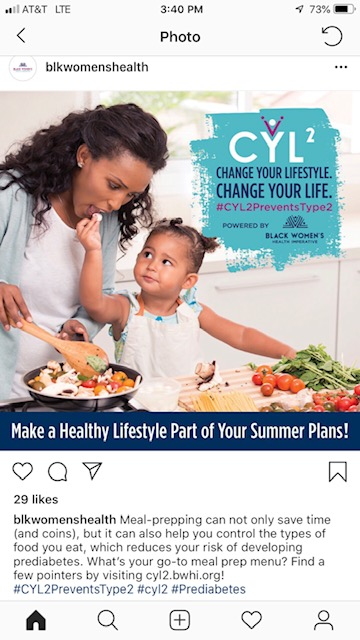 AT&T LTE 3:40 PM 73%
Photo
blkwomenshealth
CYL²
CHANGE YOUR LIFESTYLE.
CHANGE YOUR LIFE.
#CYL2PreventsType2
POWERED BY
BLACK WOMEN'S
HEALTH IMPERATIVE
Make a Healthy Lifestyle Part of Your Summer Plans!
29 likes
blkwomenshealth Meal-prepping can not only save time
(and coins), but it can also help you control the types of
food you eat, which reduces your risk of developing
prediabetes. What's your go-to meal prep menu? Find a
few pointers by visiting cyl2.bwhi.org!
#CYL2PreventsType2 #cyl2 #Prediabetes